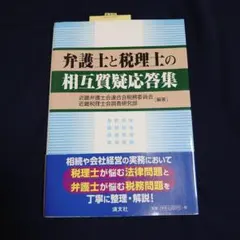 弁護士と税理士の
相互質疑応答集
近畿弁護士会連合会税務委員会
近畿税理士会調査研究部
編著
相続や会社経営の実務において
税理士が悩む法律問題と
弁護士が悩む税務問題を
丁寧に整理・解説!
清文社